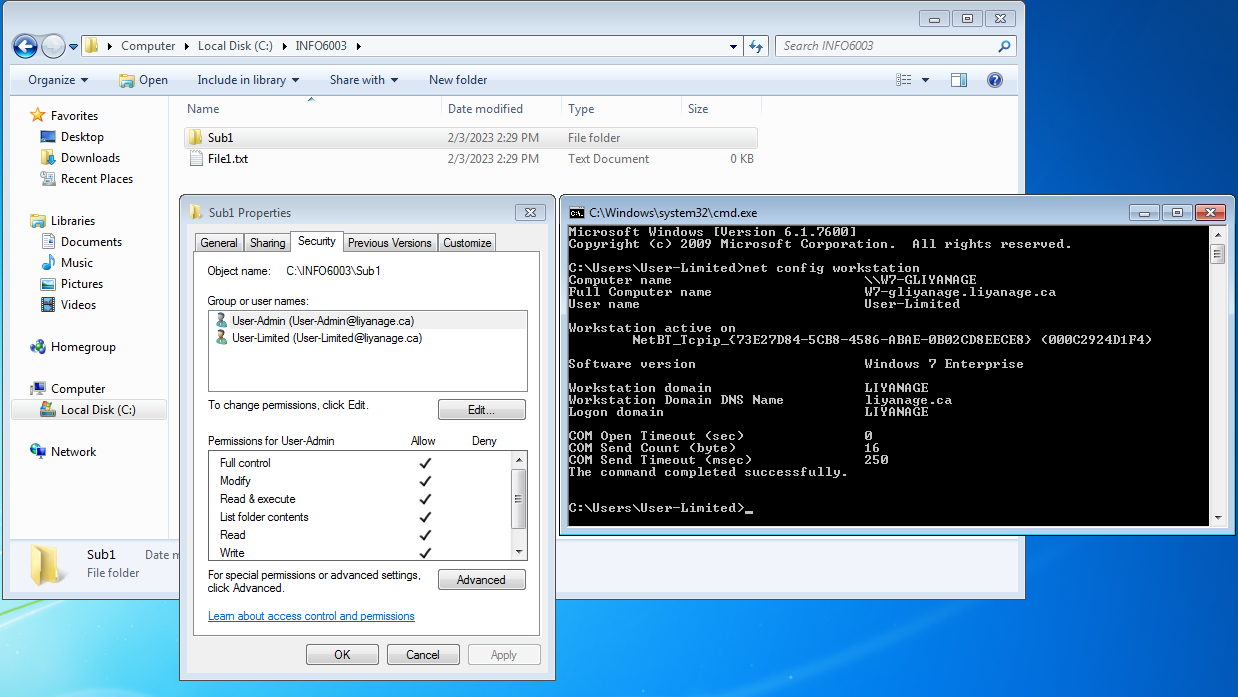 Computer Local Disk (C:) INFO6003
Search INFO6003
Organize Open Include in library Share with New folder
Name Date modified Type Size
Sub1 2/3/2023 2:29 PM File folder
File1.txt 2/3/2023 2:29 PM Text Document 0 KB
Favorites
Desktop
Downloads
Recent Places
Libraries
Documents
Music
Pictures
Videos
Homegroup
Computer
Local Disk (C:)
Network
Sub1 Date m
File folder
Sub1 Properties
General Sharing Security Previous Versions Customize
Object name: C:\INFO6003\Sub1
Group or user names:
User-Admin (User-Admin@liyanage.ca)
User-Limited (User-Limited@liyanage.ca)
To change permissions, click Edit.
Edit...
Permissions for User-Admin Allow Deny
Full control
Modify
Read & execute
List folder contents
Read
Write
For special permissions or advanced settings,
click Advanced.
Advanced
Learn about access control and permissions
OK Cancel Apply
C:\Windows\system32\cmd.exe
Microsoft Windows [Version 6.1.7600]
Copyright (c) 2009 Microsoft Corporation. All rights reserved.
C:\Users\User-Limited>net config workstation
Computer name \\W7-GLIYANAGE
Full Computer name W7-gliyanage.liyanage.ca
User name User-Limited
Workstation active on
NetBT_Tcpip_{73E27D84-5CB8-4586-ABAE-0B02CD8EECE8} (000C2924D1F4)
Software version Windows 7 Enterprise
Workstation domain LIYANAGE
Workstation Domain DNS Name liyanage.ca
Logon domain LIYANAGE
COM Open Timeout (sec) 0
COM Send Count (byte) 16
COM Send Timeout (msec) 250
The command completed successfully.
C:\Users\User-Limited>_